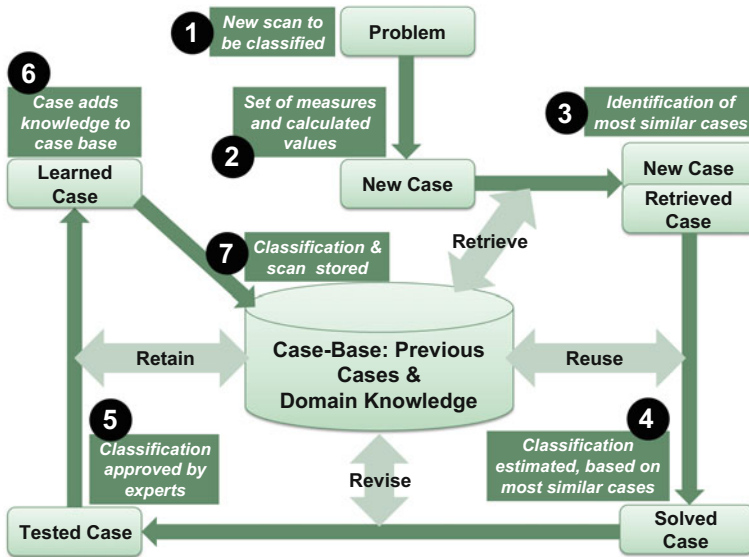 1
New scan to
be classified
Problem
6
Case adds
knowledge to
case base
Learned
Case
2
Set of measures
and calculated
values
New Case
3
Identification of
most similar cases
New Case
Retrieved
Case
Retrieve
7
Classification &
scan stored
Retain
Case-Base: Previous
Cases &
Domain Knowledge
Reuse
5
Classification
approved by
experts
4
Classification
estimated, based on
most similar cases
Revise
Tested Case
Solved
Case